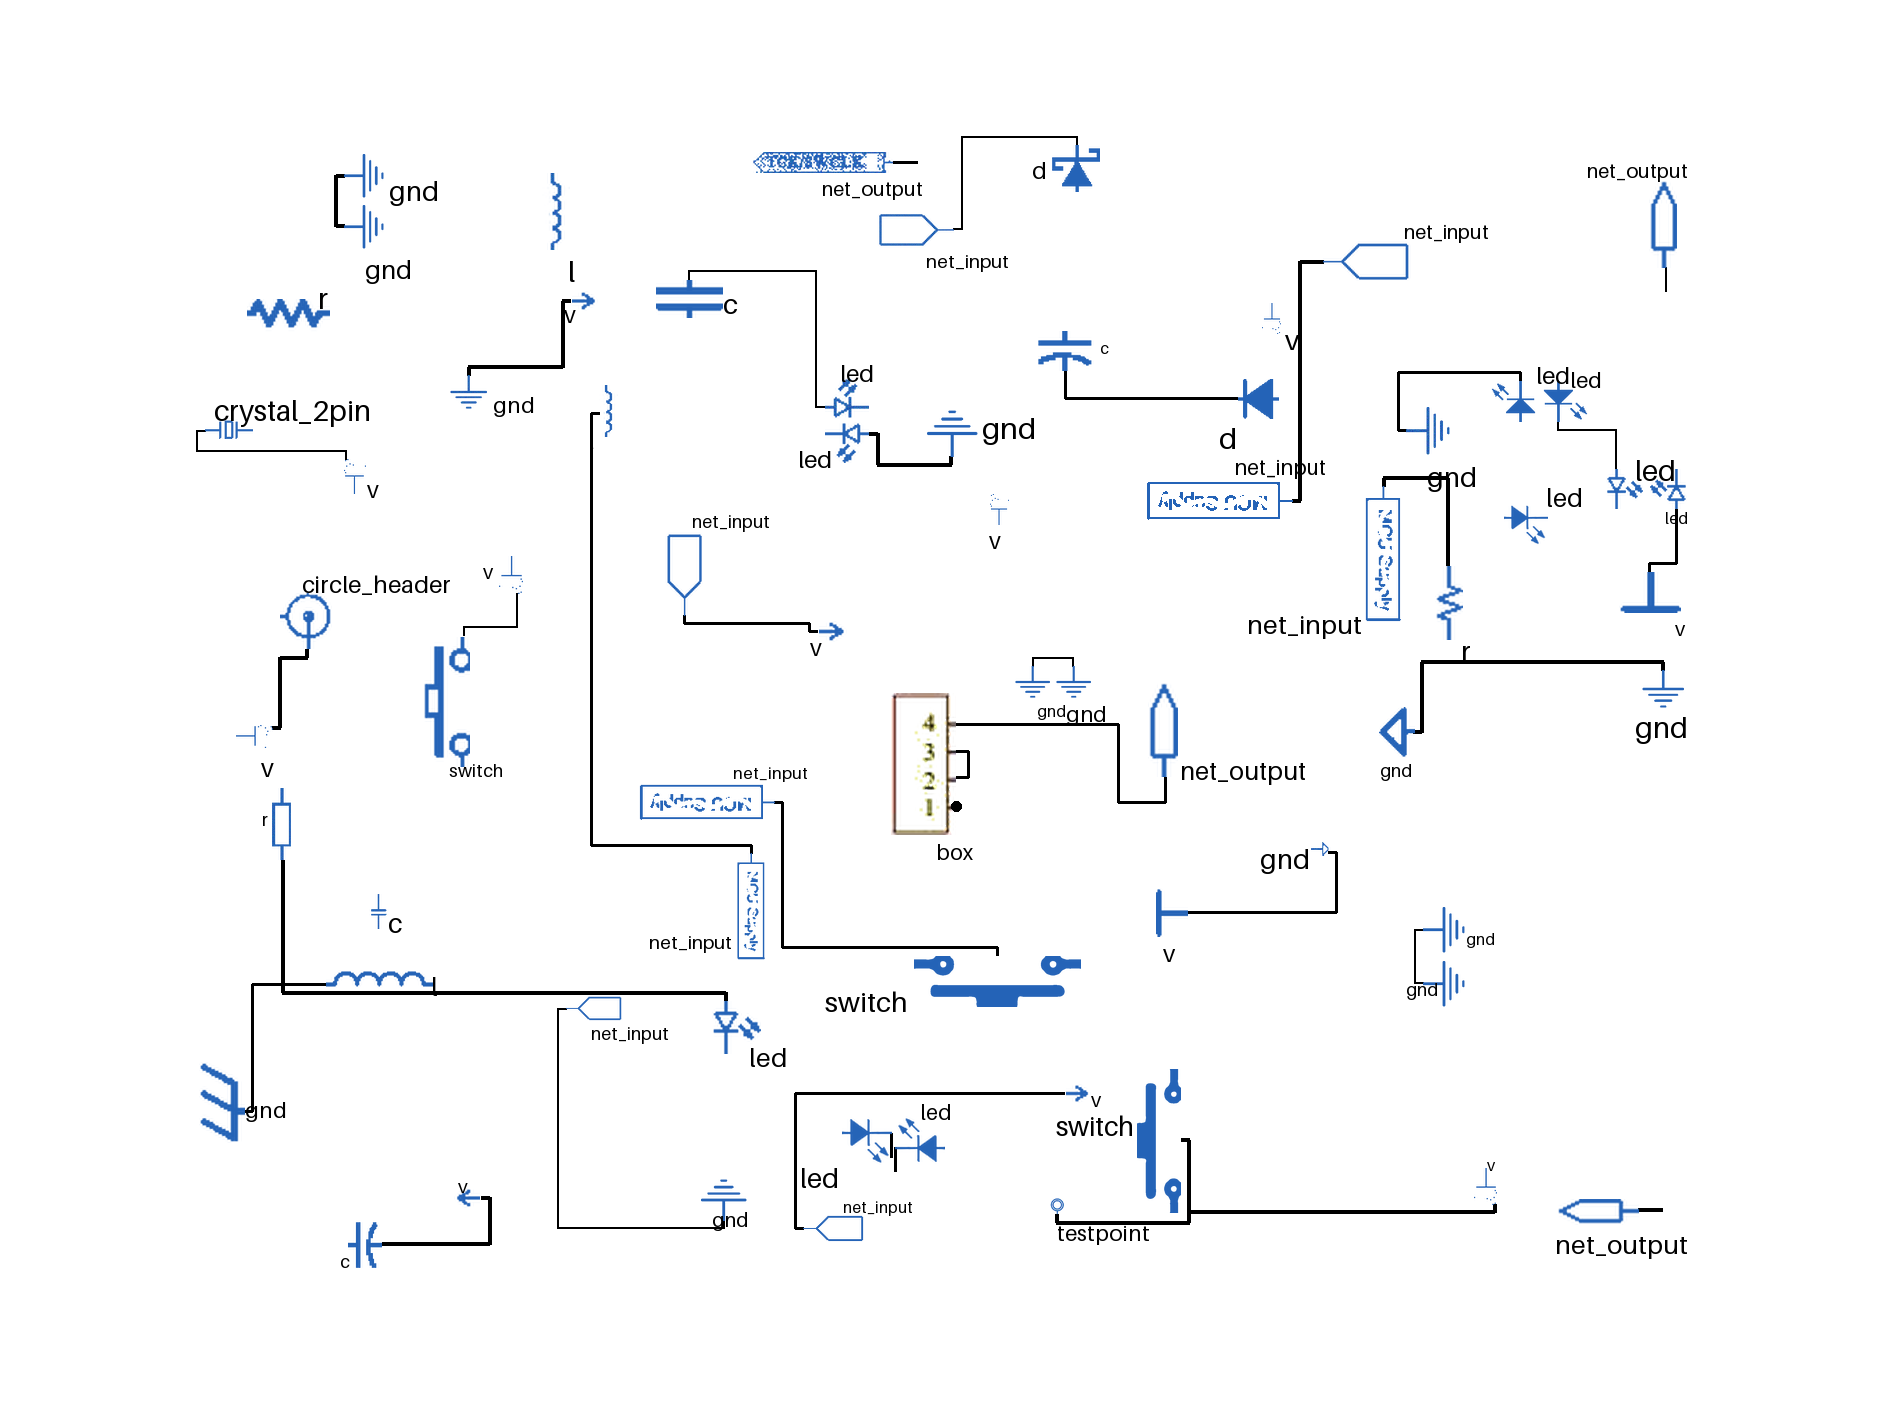 net_output
d
net_output
gnd
net_input
net_input
l
gnd
r
c
v
v
c
led
led
led
gnd
crystal_2pin
gnd
d
led
net_input
led
gnd
v
led
led
net_input
v
v
circle_header
net_input
v
v
r
gnd
gnd
gnd
v
switch
net_input
net_output
gnd
4
3
2
1
r
box
gnd
c
net_input
v
gnd
l
gnd
switch
net_input
led
v
gnd
led
switch
v
led
v
net_input
gnd
testpoint
c
net_output